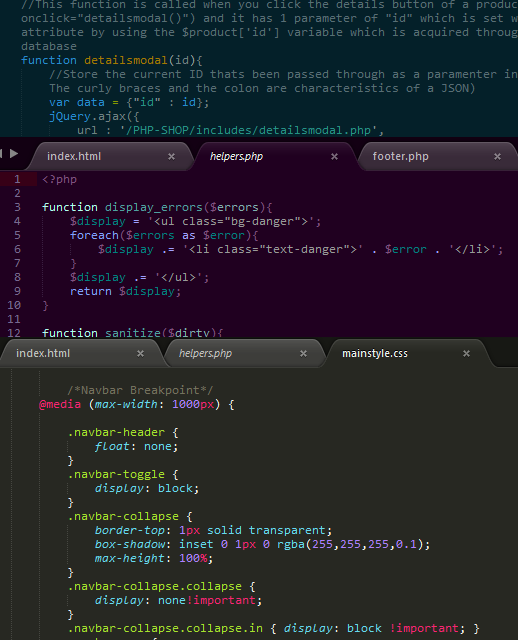 //This function is called when you click the details button of a produc
onclick="detailsmodal()") and it has 1 parameter of "id" which is set w
attribute by using the $product['id'] variable which is acquired throug
database
function detailsmodal(id){
//Store the current ID thats been passed through as a paramenter in
The curly braces and the colon are characteristics of a JSON)
var data = {"id" : id};
jQuery.ajax({
url : '/PHP-SHOP/includes/detailsmodal.php',
index.html × helpers.php × footer.php ×
1 <?php
2
3 function display_errors($errors){
4 $display = '<ul class="bg-danger">';
5 foreach($errors as $error){
6 $display .= '<li class="text-danger">' . $error . '</li>';
7 }
8 $display .= '</ul>';
9 return $display;
10 }
11
12 function sanitize($dirty){
index.html × helpers.php × mainstyle.css ×
/*Navbar Breakpoint*/
@media (max-width: 1000px) {
.navbar-header {
float: none;
}
.navbar-toggle {
display: block;
}
.navbar-collapse {
border-top: 1px solid transparent;
box-shadow: inset 0 1px 0 rgba(255,255,255,0.1);
max-height: 100%;
}
.navbar-collapse.collapse {
display: none!important;
}
.navbar-collapse.collapse.in { display: block !important; }